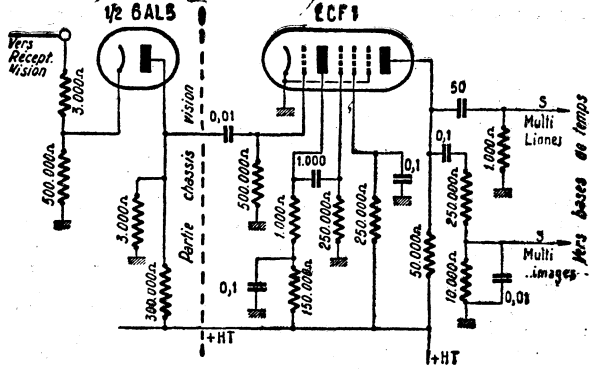 1/2 6AL5
ECF1
Vers
Récept.
Vision
3.000Ω
500.000Ω
3.000Ω
300.000Ω
Partie chassis vision
0,01
500.000Ω
1.000
1.000Ω
250.000Ω
250.000Ω
0,1
0,1
150.000Ω
50.000Ω
50
0,1
1.000Ω
250.000Ω
10.000Ω
0,01
S
Multi
Lignes
S
Multi
images
Vers bases de temps
+HT
+HT